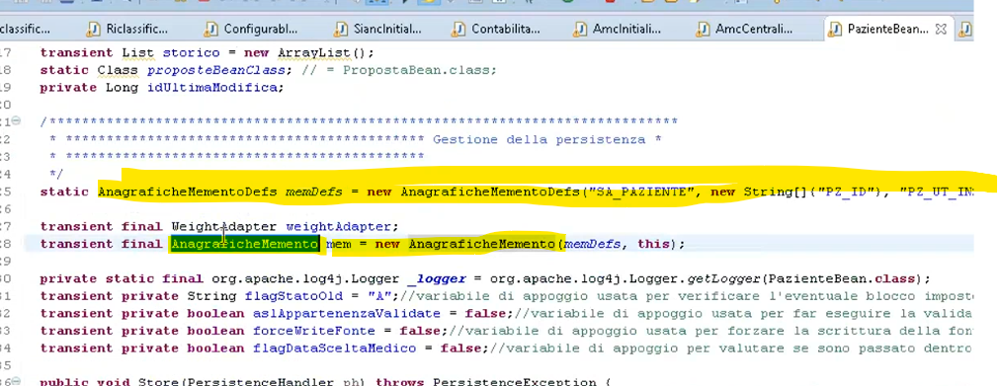 classific...
Riclassific...
Configurabl...
SiancInitial...
Contabilita...
AmcInitiali...
AmcCentrali...
PazienteBean...
17 transient List storico = new ArrayList();
18 static Class proposteBeanClass; // = PropostaBean.class;
19 private Long idUltimaModifica;
20
21 /*****************************************************************************
22 * ******************************************** Gestione della persistenza *
23 * ********************************************
24 */
25 static AnagraficheMementoDefs memDefs = new AnagraficheMementoDefs("SA_PAZIENTE", new String[]{"PZ_ID"), "PZ_UT_INS
26
27 transient final WeightAdapter weightAdapter;
28 transient final AnagraficheMemento mem = new AnagraficheMemento(memDefs, this);
29
30 private static final org.apache.log4j.Logger _logger = org.apache.log4j.Logger.getLogger(PazienteBean.class);
31 transient private String flagStatoOld = "A";//variabile di appoggio usata per verificare l'eventuale blocco impost
32 transient private boolean aslAppartenenzaValidate = false;//variabile di appoggio usata per far eseguire la valida
33 transient private boolean forceWriteFonte = false;//variabile di appoggio usata per forzare la scrittura della fon
34 transient private boolean flagDataSceltaMedico = false;//variabile di appoggio per valutare se sono passato dentro
35
36 public void Store(PersistenceHandler ph) throws PersistenceException {